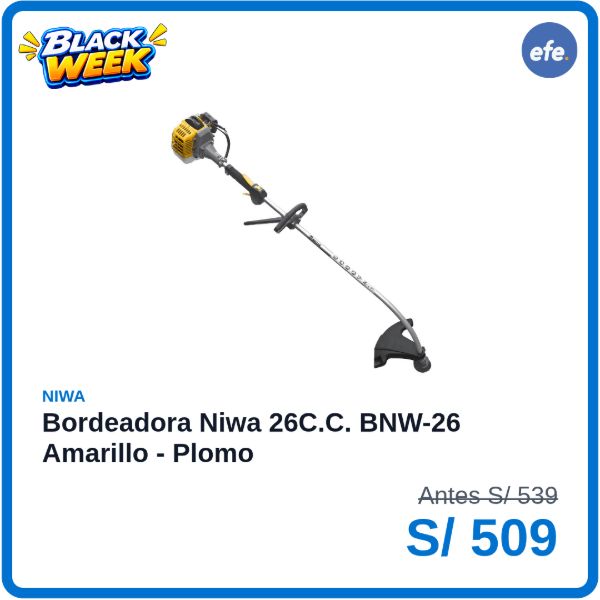 BLACK
WEEK
efe.
NIWA
Bordeadora Niwa 26C.C. BNW-26
Amarillo - Plomo
Antes S/ 539
S/ 509